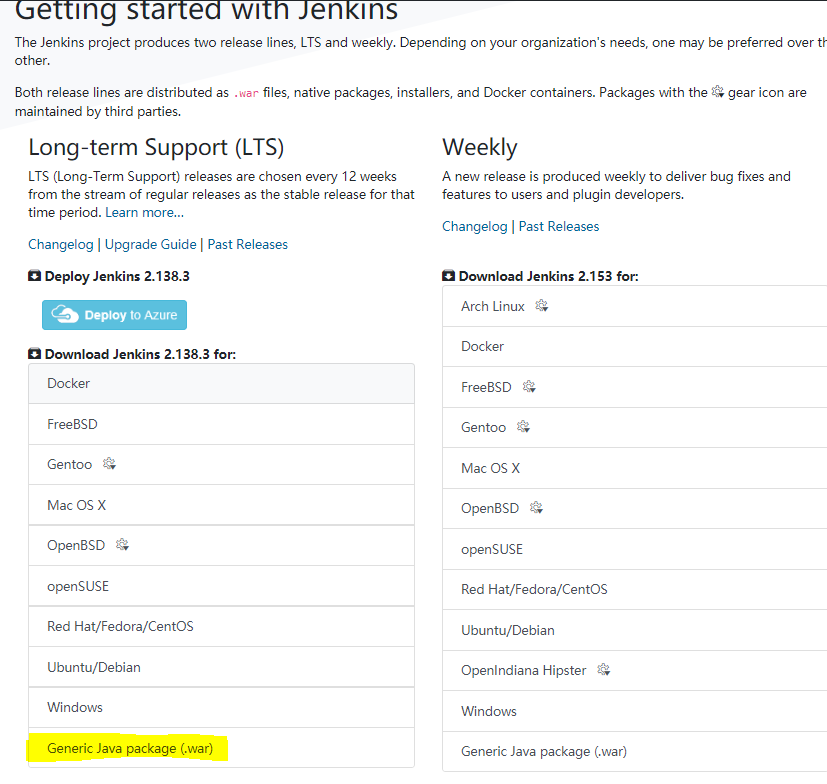 Getting started with Jenkins
The Jenkins project produces two release lines, LTS and weekly. Depending on your organization's needs, one may be preferred over th
other.
Both release lines are distributed as .war files, native packages, installers, and Docker containers. Packages with the gear icon are
maintained by third parties.
Long-term Support (LTS)
LTS (Long-Term Support) releases are chosen every 12 weeks
from the stream of regular releases as the stable release for that
time period. Learn more...
Changelog | Upgrade Guide | Past Releases
Deploy Jenkins 2.138.3
Deploy to Azure
Download Jenkins 2.138.3 for:
Docker
FreeBSD
Gentoo
Mac OS X
OpenBSD
openSUSE
Red Hat/Fedora/CentOS
Ubuntu/Debian
Windows
Generic Java package (.war)
Weekly
A new release is produced weekly to deliver bug fixes and
features to users and plugin developers.
Changelog | Past Releases
Download Jenkins 2.153 for:
Arch Linux
Docker
FreeBSD
Gentoo
Mac OS X
OpenBSD
openSUSE
Red Hat/Fedora/CentOS
Ubuntu/Debian
OpenIndiana Hipster
Windows
Generic Java package (.war)